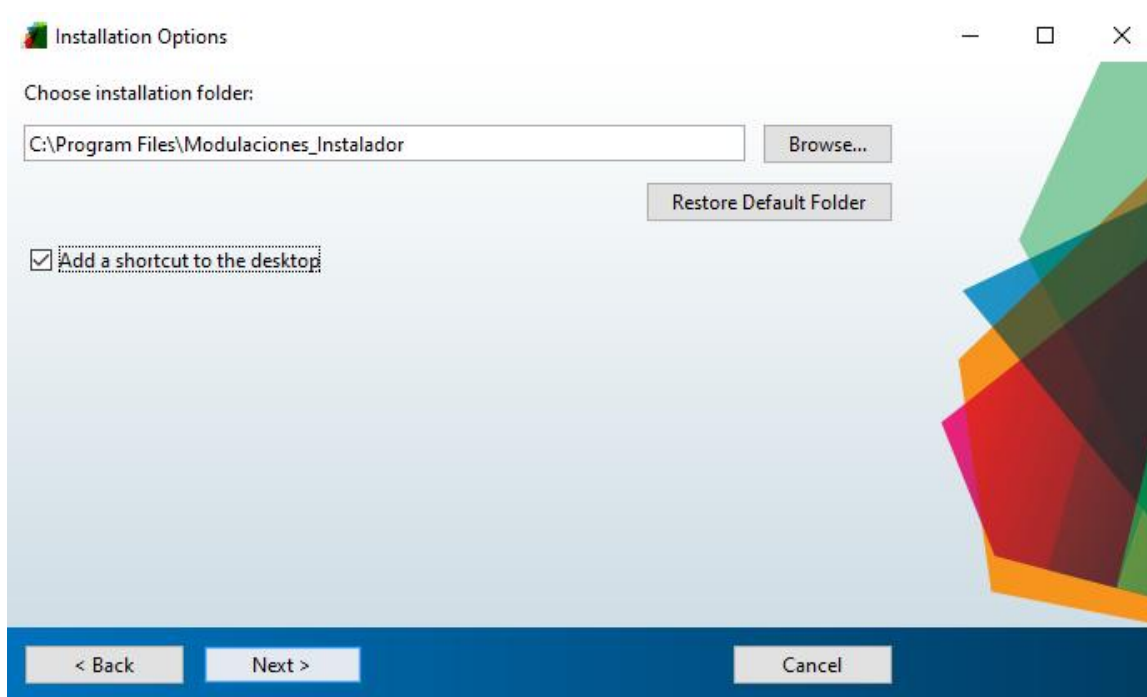 Installation Options
Choose installation folder:
C:\Program Files\Modulaciones_Instalador
Browse...
Restore Default Folder
Add a shortcut to the desktop
< Back
Next >
Cancel